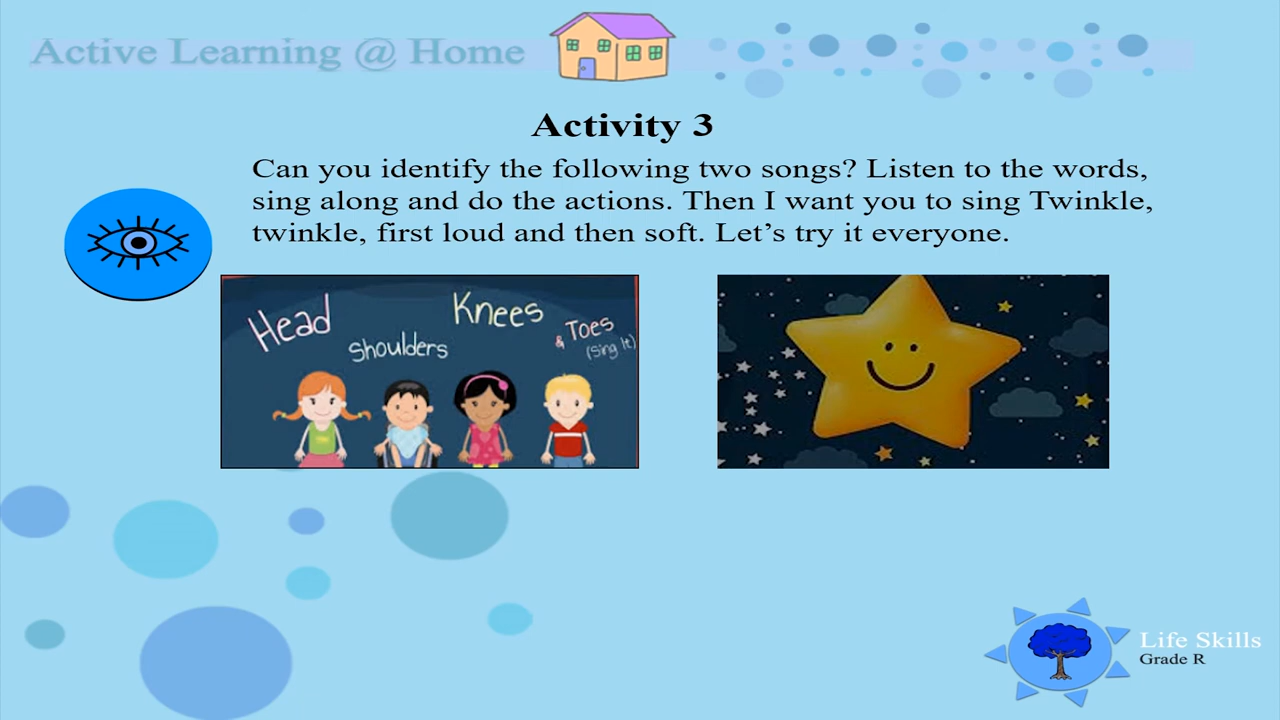 Active Learning @ Home
Activity 3
Can you identify the following two songs? Listen to the words,
sing along and do the actions. Then I want you to sing Twinkle,
twinkle, first loud and then soft. Let’s try it everyone.
Head
Shoulders
Knees
& Toes
(Sing It)
Life Skills
Grade R